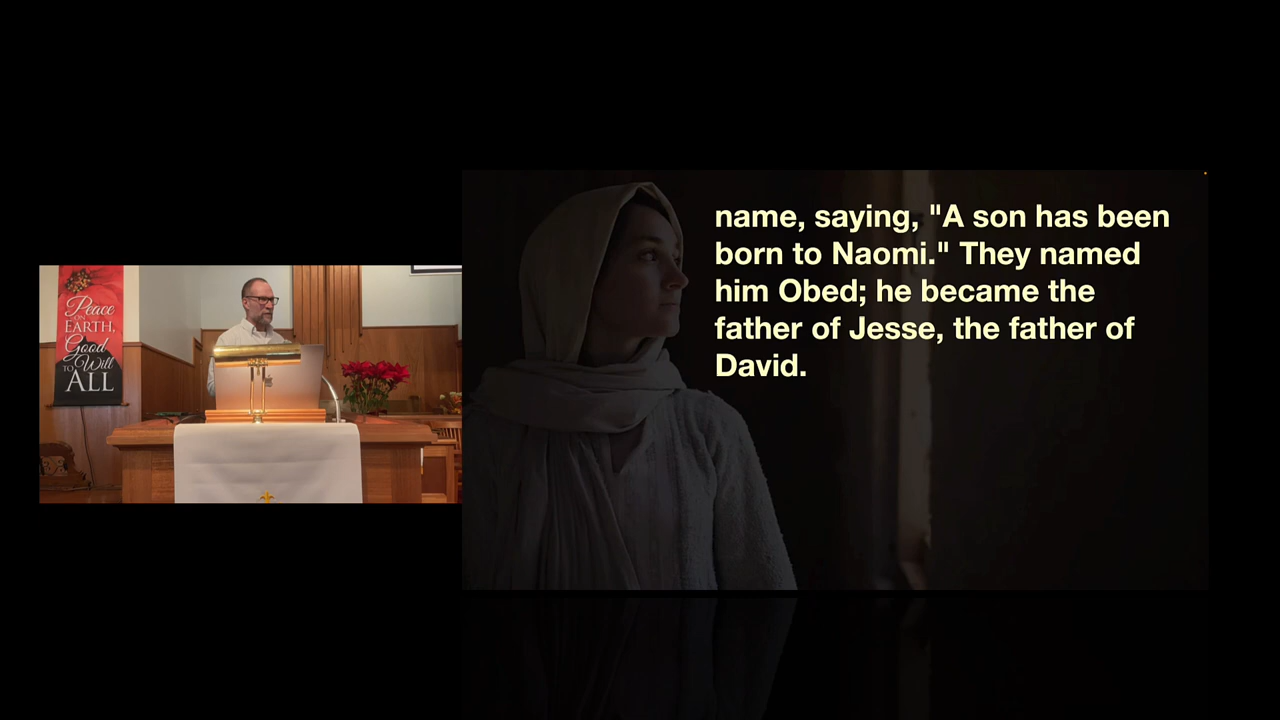 Peace
ON
EARTH,
Good
Will
TO
ALL
name, saying, "A son has been
born to Naomi." They named
him Obed; he became the
father of Jesse, the father of
David.